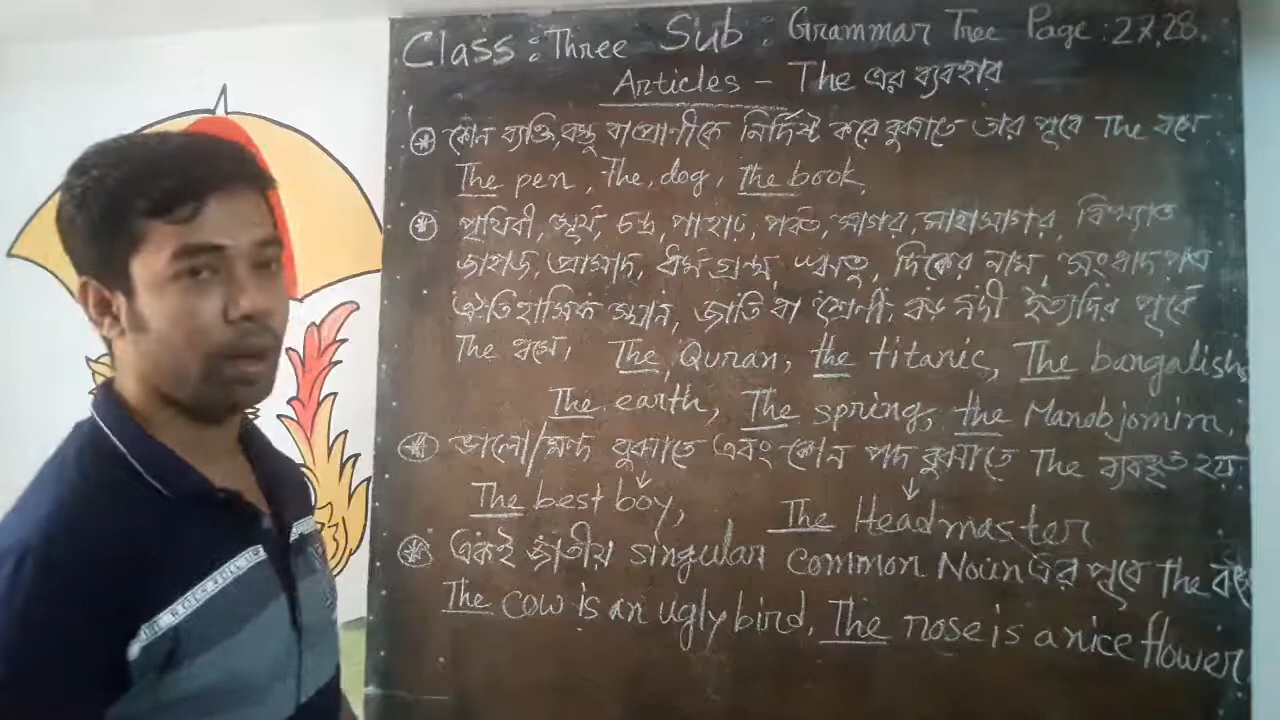 Class : Three Sub : Grammar Tree Page : 27,28.
Articles - The এর ব্যবহার
কোন ব্যক্তি, বস্তু বা প্রাণীকে নির্দিষ্ট করে বুঝাতে তার পূবে The বসে
The pen, The, dog, the book,
পৃথিবী, সূর্য, চন্দ্র, পাহাড়, পর্বত, সাগর, মাহাসাগর, বিখ্যাত
জাহাজ, প্রাসাদ, ধর্মগ্রন্থ, ঋতু, দিকের নাম, সংবাদপত্র
ঐতিহাসিক স্থান, জাতি বা শ্রেণী, বড় নদী ইত্যাদির পূর্বে
The বসে, The, Quran, the titanic, The bangalish,
The earth, The spring, the Manobjomim,
ভালো/মন্দ বুঝাতে এবং কোন পদ বুঝাতে The ব্যবহৃত হয়
The best boy, The Headmaster
একই জাতীয় singular common Noun এর পূবে the বসে
The cow is an ugly bird, The rose is a nice flower.